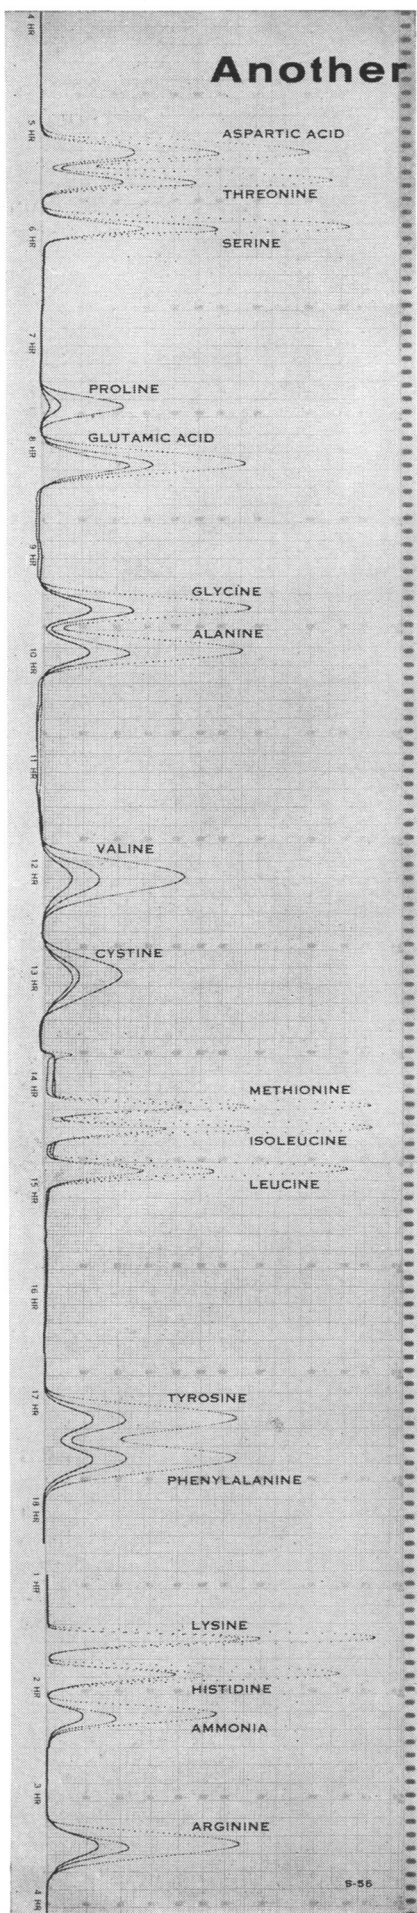 4 HR
Another
5 HR
ASPARTIC ACID
THREONINE
6 HR
SERINE
7 HR
PROLINE
8 HR
GLUTAMIC ACID
9 HR
GLYCINE
ALANINE
10 HR
11 HR
VALINE
12 HR
CYSTINE
13 HR
14 HR
METHIONINE
ISOLEUCINE
LEUCINE
15 HR
16 HR
TYROSINE
17 HR
PHENYLALANINE
18 HR
1 HR
LYSINE
2 HR
HISTIDINE
AMMONIA
3 HR
ARGININE
S-56
4 HR